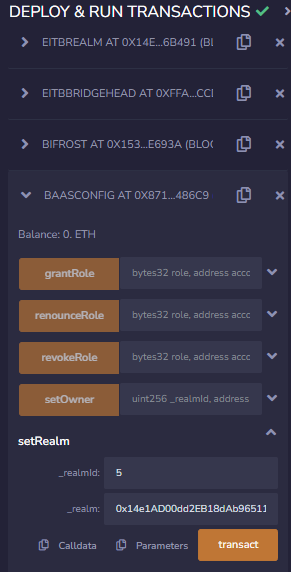 DEPLOY & RUN TRANSACTIONS
EITBREALM AT 0X14E...6B491 (BL
EITBBRIDGEHEAD AT 0XFFA...CCI
BIFROST AT 0X153...E693A (BLOC
BAASCONFIG AT 0X871...486C9
Balance: 0. ETH
grantRole bytes32 role, address acco
renounceRole bytes32 role, address acco
revokeRole bytes32 role, address acco
setOwner uint256 _realmId, address
setRealm
_realmId: 5
_realm: 0x14e1AD00dd2EB18dAb96511
Calldata Parameters transact